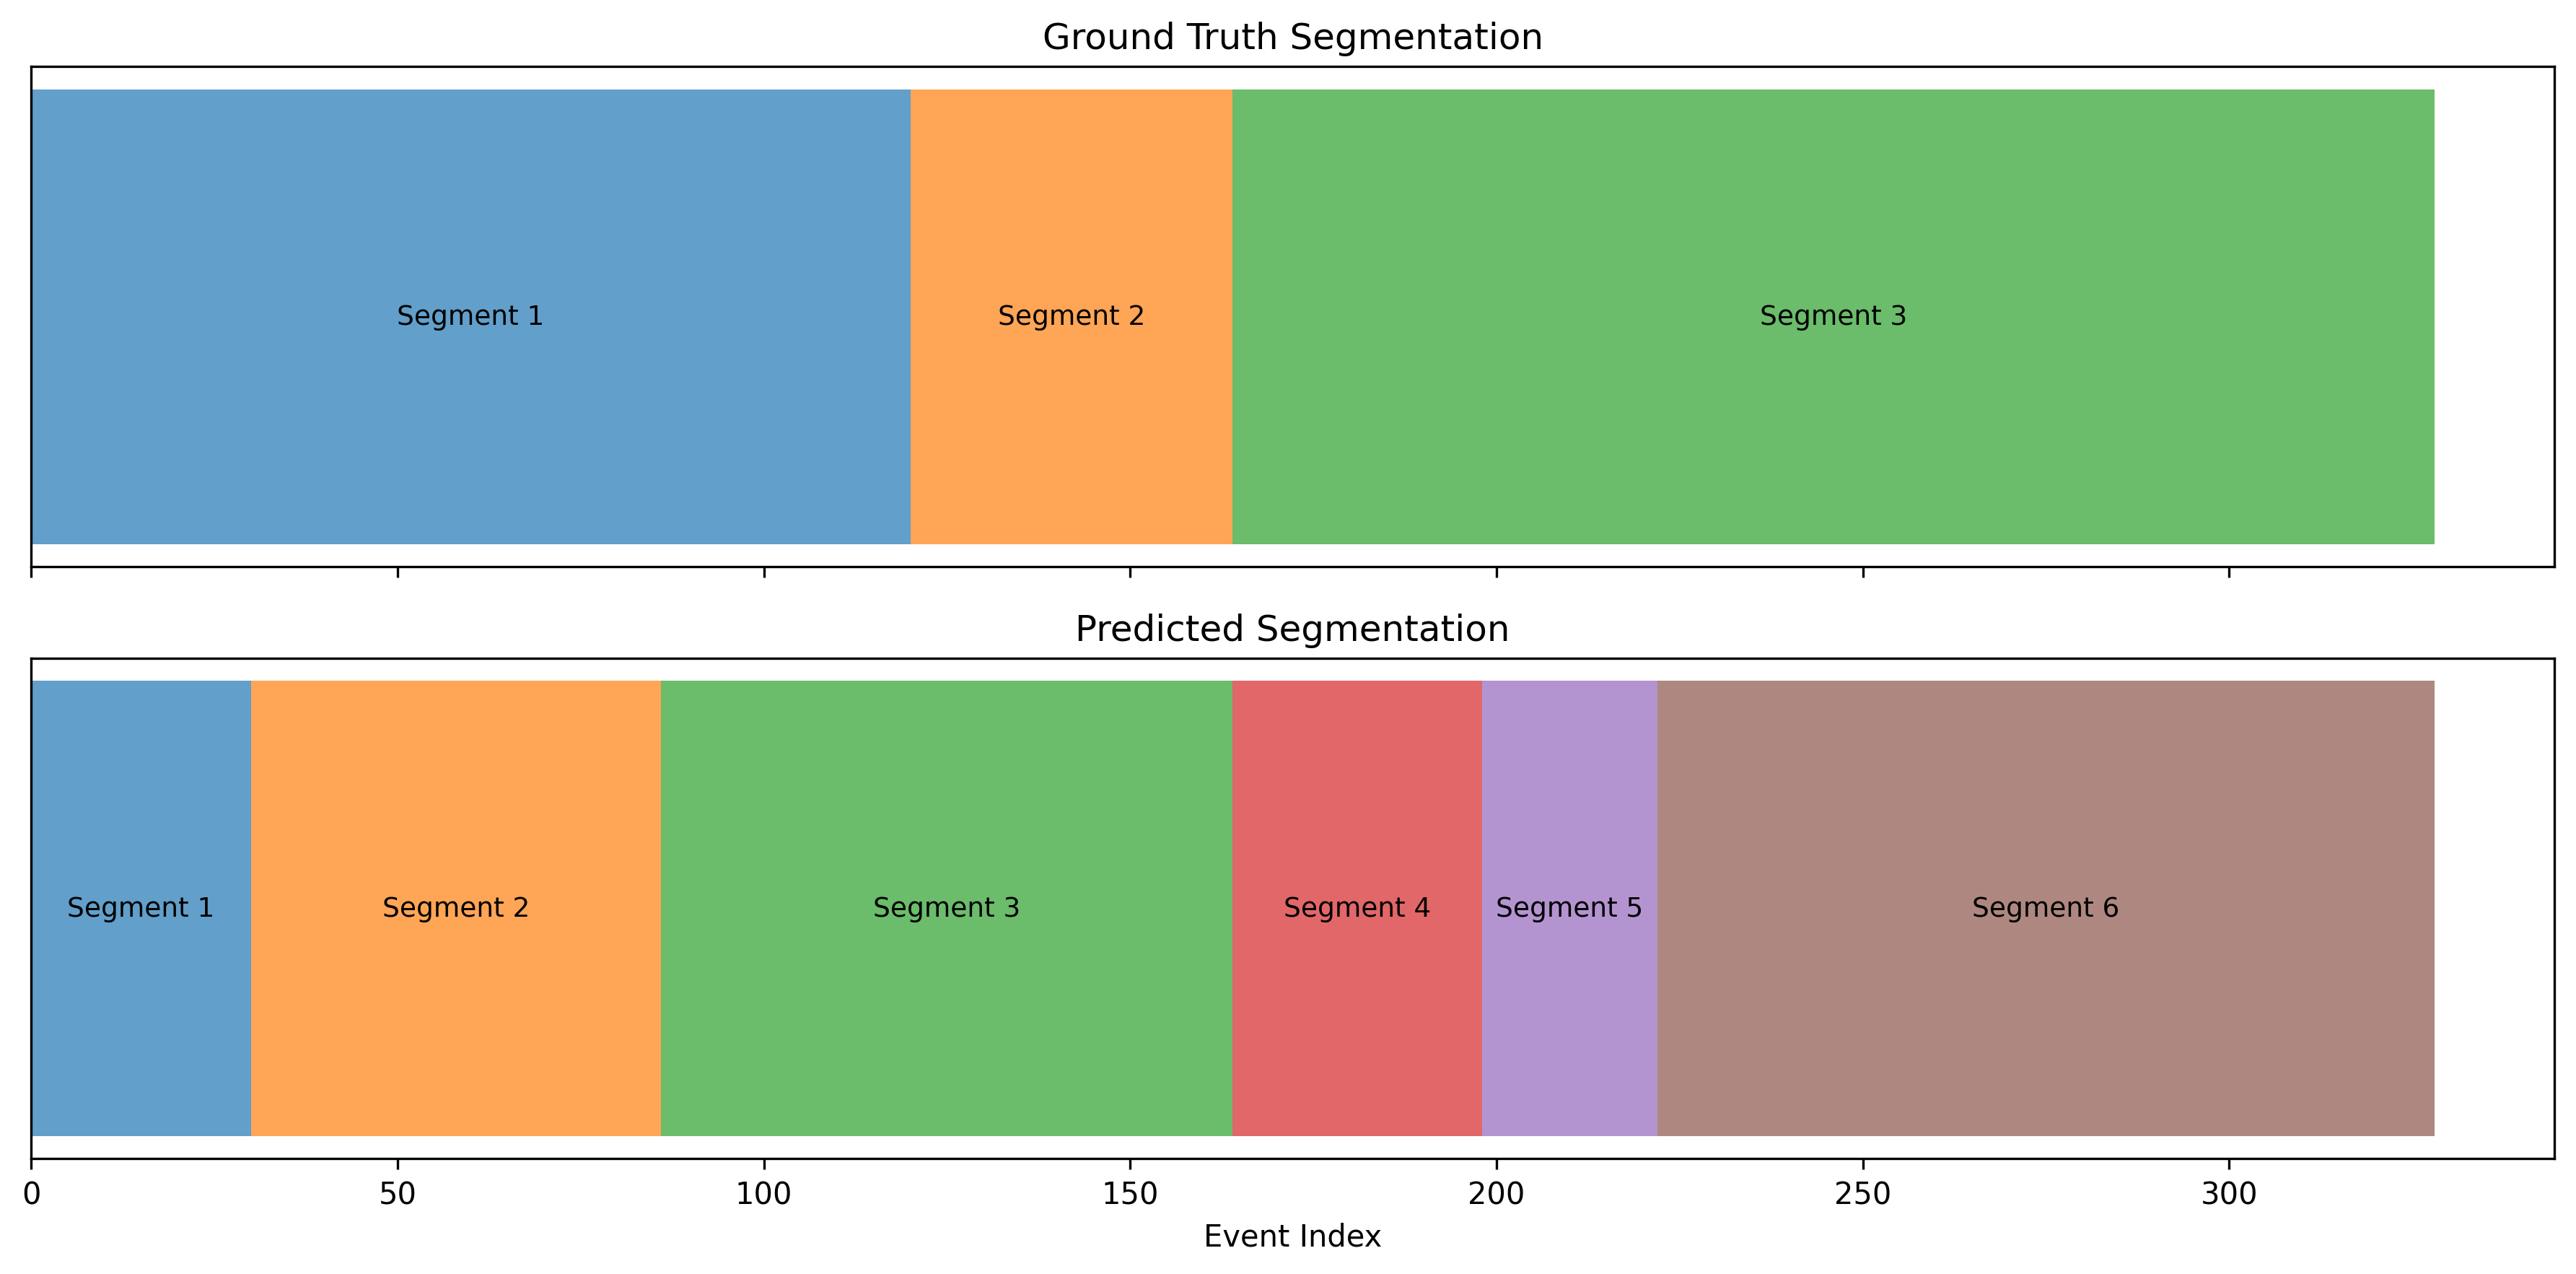 Ground Truth Segmentation
Segment 1 Segment 2 Segment 3
Predicted Segmentation
Segment 1 Segment 2 Segment 3 Segment 4 Segment 5 Segment 6
0 50 100 150 200 250 300
Event Index